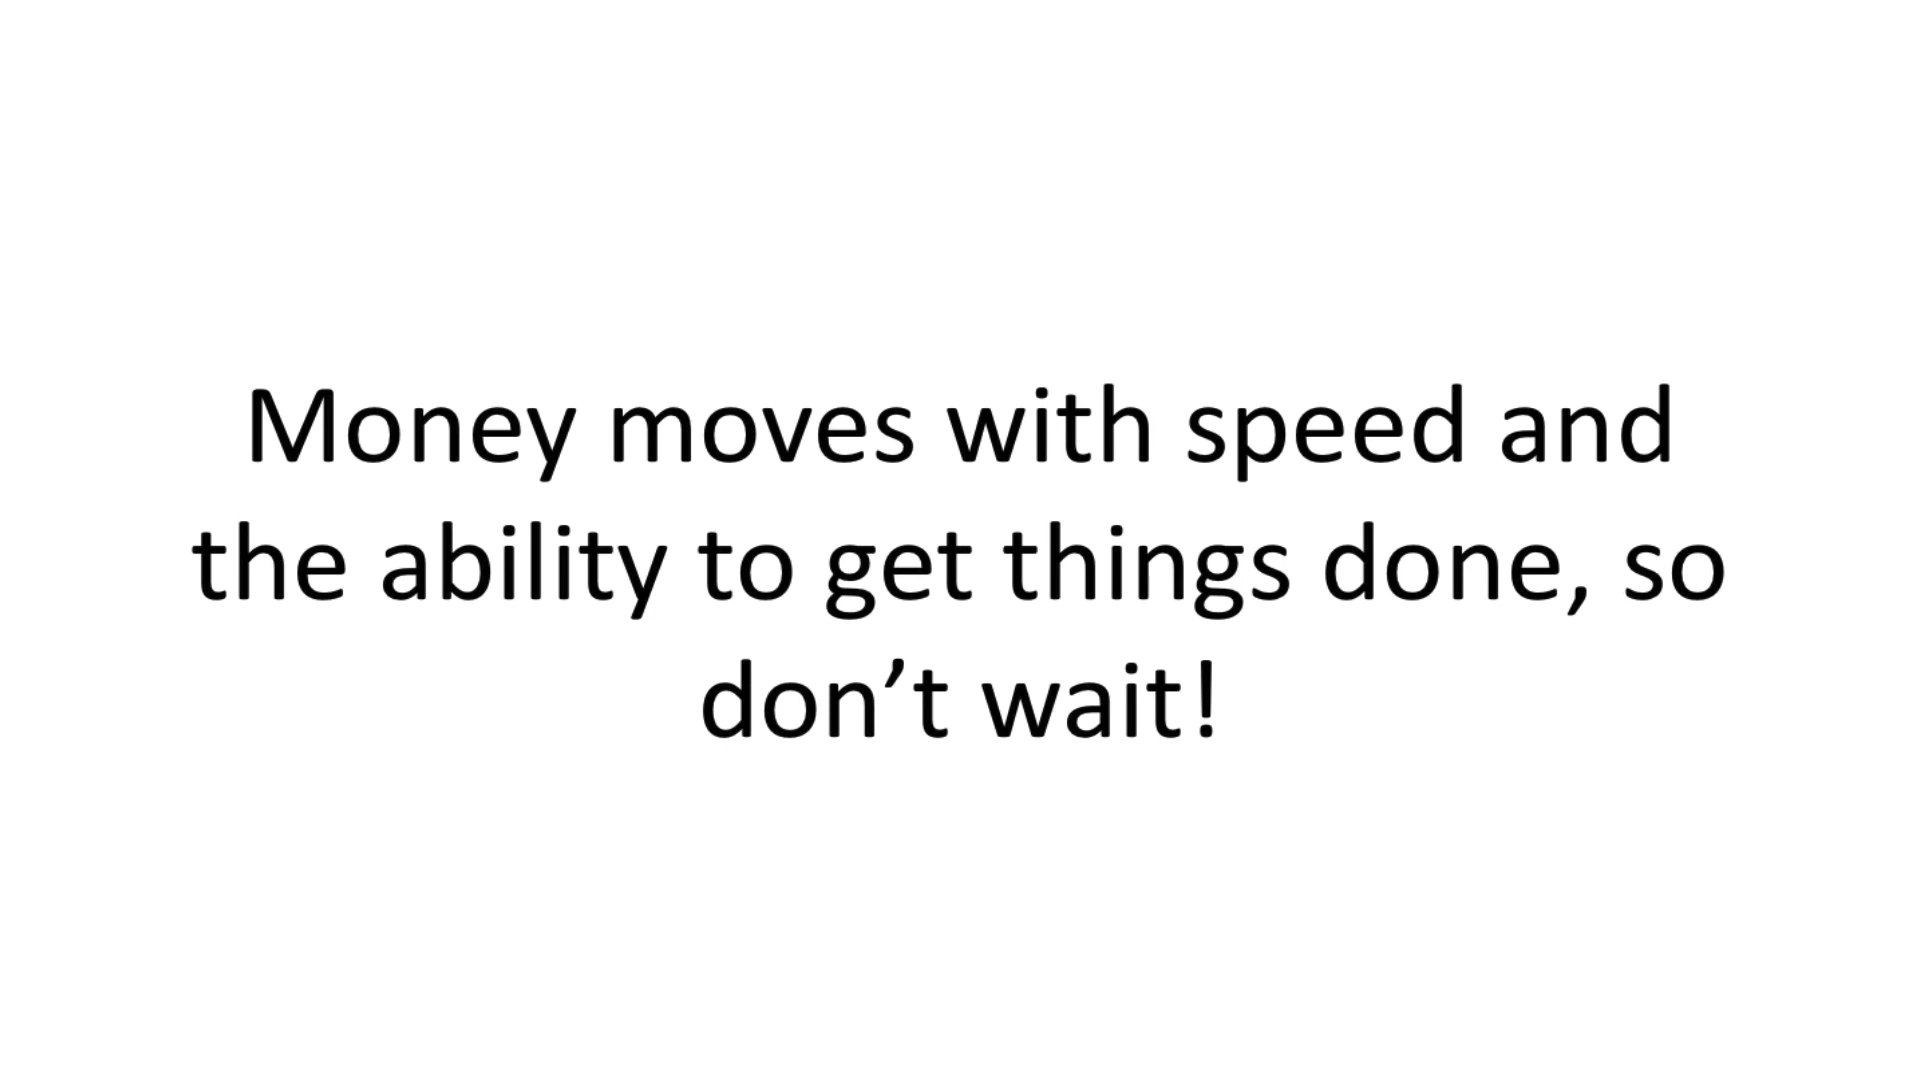 Money moves with speed and
the ability to get things done, so
don’t wait!